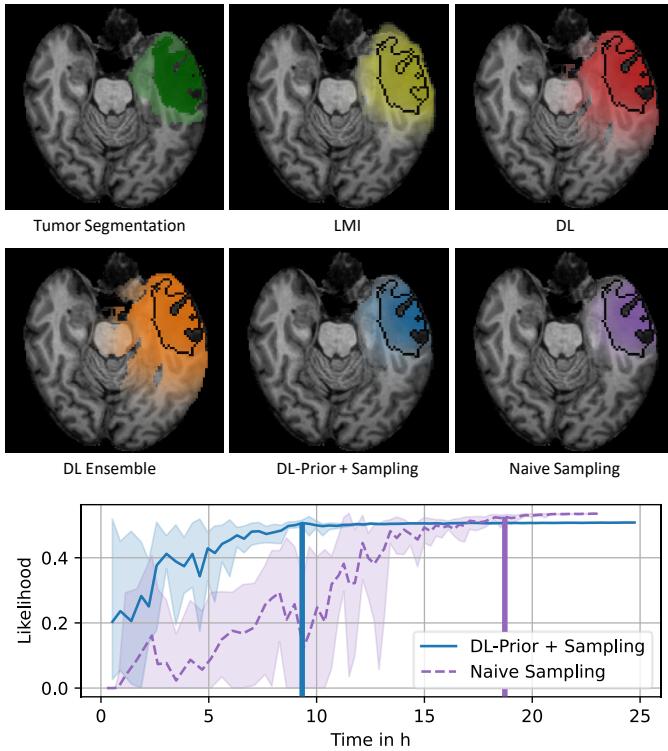 Tumor Segmentation
LMI
DL
DL Ensemble
DL-Prior + Sampling
Naive Sampling
Likelihood
0.4
0.2
0.0
DL-Prior + Sampling
Naive Sampling
0
5
10
15
20
25
Time in h